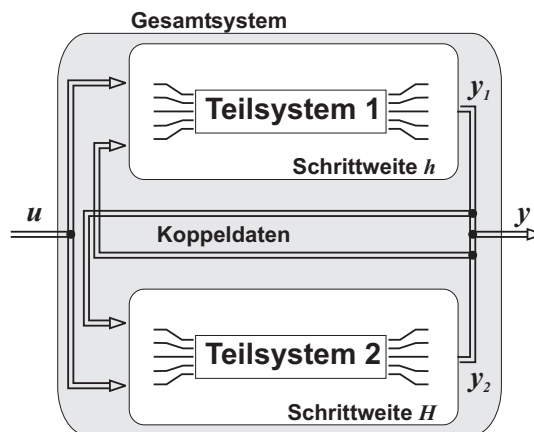 Gesamtsystem
Teilsystem 1
y1
Schrittweite h
u
Koppeldaten
y
Teilsystem 2
y2
Schrittweite H